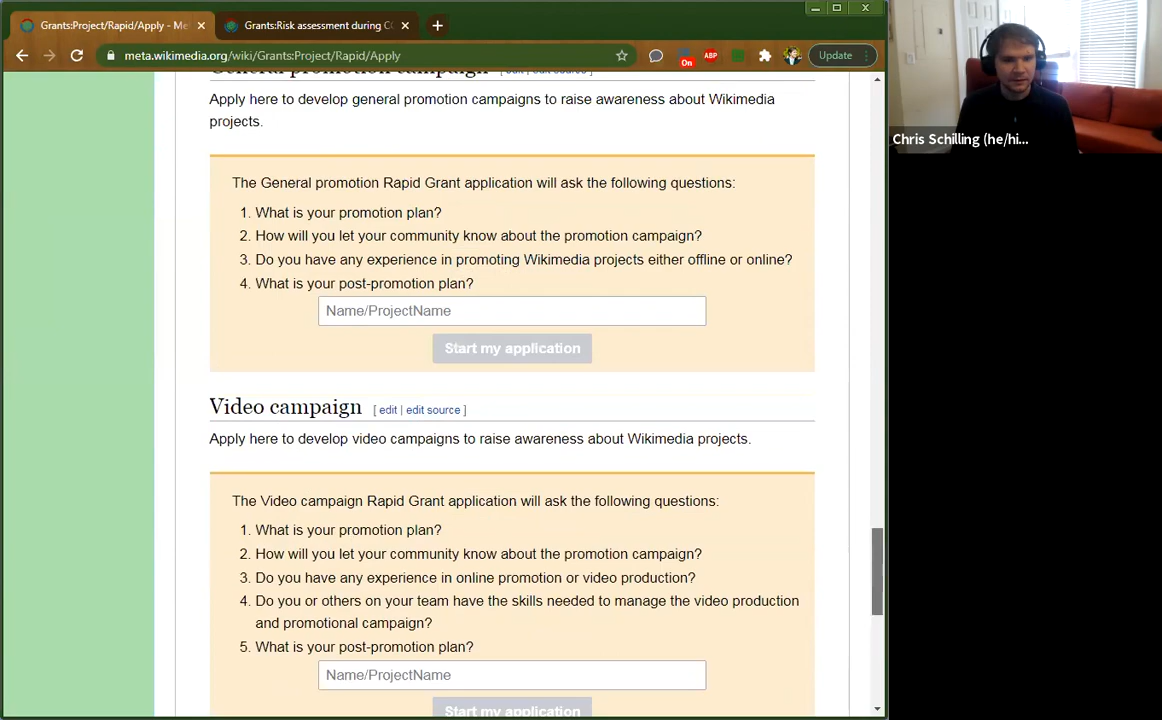 Grants:Project/Rapid/Apply - Me
Grants:Risk assessment during CO
meta.wikimedia.org/wiki/Grants:Project/Rapid/Apply
On
ABP
Update
General promotion campaign [ edit | edit source ]
Apply here to develop general promotion campaigns to raise awareness about Wikimedia
projects.
The General promotion Rapid Grant application will ask the following questions:
1. What is your promotion plan?
2. How will you let your community know about the promotion campaign?
3. Do you have any experience in promoting Wikimedia projects either offline or online?
4. What is your post-promotion plan?
Name/ProjectName
Start my application
Video campaign [ edit | edit source ]
Apply here to develop video campaigns to raise awareness about Wikimedia projects.
The Video campaign Rapid Grant application will ask the following questions:
1. What is your promotion plan?
2. How will you let your community know about the promotion campaign?
3. Do you have any experience in online promotion or video production?
4. Do you or others on your team have the skills needed to manage the video production
and promotional campaign?
5. What is your post-promotion plan?
Name/ProjectName
Start my application
Chris Schilling (he/hi...